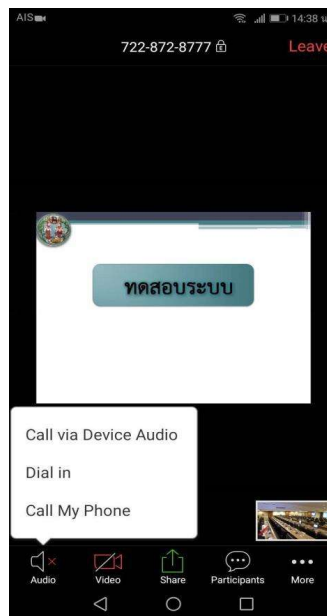 AIS 14:38 น
722-872-8777 Leave
ทดสอบระบบ
Call via Device Audio
Dial in
Call My Phone
Audio Video Share Participants More